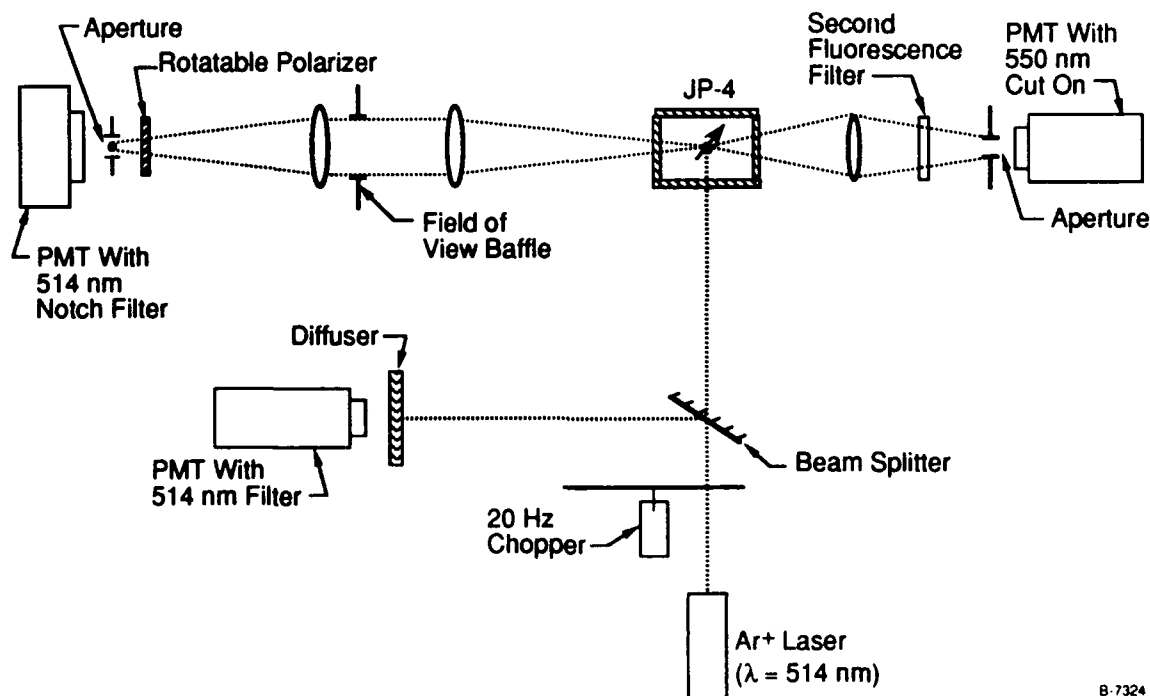 Aperture
Rotatable Polarizer
JP-4
Second
Fluorescence
Filter
PMT With
550 nm
Cut On
PMT With
514 nm
Notch Filter
Field of
View Baffle
Aperture
Diffuser
PMT With
514 nm Filter
Beam Splitter
20 Hz
Chopper
Ar+ Laser
(λ = 514 nm)
B-7324